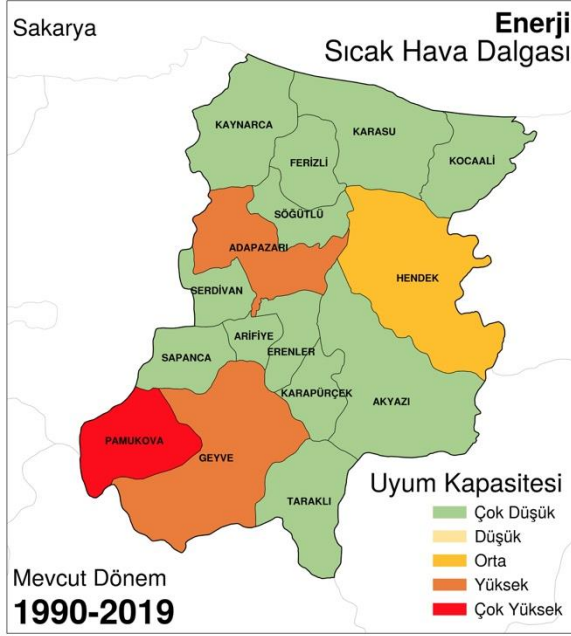 Sakarya
Enerji
Sıcak Hava Dalgası
KAYNARCA
KARASU
FERİZLİ
KOCAALİ
SÖĞÜTLÜ
ADAPAZARI
HENDEK
SERDİVAN
ARİFİYE
ERENLER
SAPANCA
KARAPÜRÇEK
AKYAZI
PAMUKOVA
GEYVE
TARAKLI
Uyum Kapasitesi
Çok Düşük
Düşük
Orta
Yüksek
Çok Yüksek
Mevcut Dönem
1990-2019